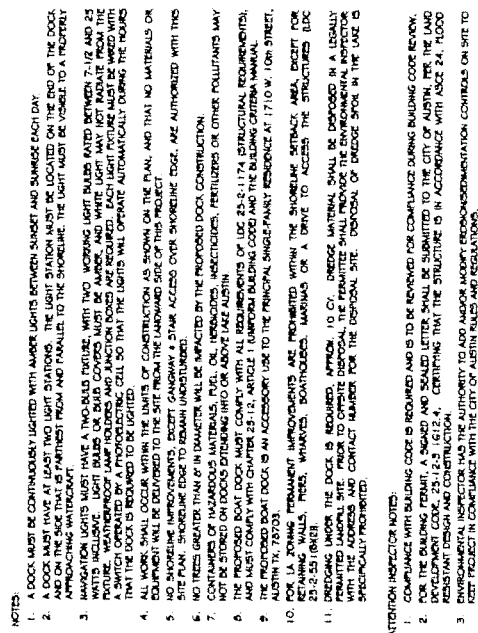 NOTES:
1. A DOCK MUST BE CONTINUOUSLY LIGHTED WITH AMBER LIGHTS BETWEEN SUNSET AND SUNRISE EACH DAY.
2. A DOCK MUST HAVE AT LEAST TWO LIGHT STATIONS. THE LIGHT STATION MUST BE LOCATED ON THE END OF THE DOCK
AND ON THE SIDE THAT IS FARTHEST FROM AND PARALLEL TO THE SHORELINE. THE LIGHT MUST BE VISIBLE TO A PROPERLY
APPROACHING WATERCRAFT.
3. NAVIGATION LIGHTS MUST HAVE A TWO-BULB FIXTURE, WITH TWO WORKING LIGHT BULBS RATED BETWEEN 7-1/2 AND 25
WATTS INCLUSIVE. LIGHT BULBS OR BULB COVERS MUST BE AMBER, AND WHITE LIGHT MAY NOT RADIATE FROM THE
FIXTURE. WEATHERPROOF LAMP HOLDERS AND JUNCTION BOXES ARE REQUIRED. EACH LIGHT FIXTURE MUST BE WIRED WITH
A SWITCH OPERATED BY A PHOTOELECTRIC CELL SO THAT THE LIGHTS WILL OPERATE AUTOMATICALLY DURING THE HOURS
THAT THE DOCK IS REQUIRED TO BE LIGHTED.
4. ALL WORK SHALL OCCUR WITHIN THE LIMITS OF CONSTRUCTION AS SHOWN ON THE PLAN, AND THAT NO MATERIALS OR
EQUIPMENT WILL BE DELIVERED TO THE SITE FROM THE LANDWARD SIDE OF THIS PROJECT.
5. NO SHORELINE IMPROVEMENTS, EXCEPT GANGWAY & STAIR ACCESS OVER SHORELINE EDGE, ARE AUTHORIZED WITH THIS
SITE PLAN. SHORELINE EDGE TO REMAIN UNDISTURBED.
6. NO TREES GREATER THAN 8" IN DIAMETER WILL BE IMPACTED BY THE PROPOSED DOCK CONSTRUCTION.
7. CONTAINERS OF HAZARDOUS MATERIALS, FUEL, OIL, HERBICIDES, INSECTICIDES, FERTILIZERS OR OTHER POLLUTANTS MAY
NOT BE STORED ON DOCKS EXTENDING INTO OR ABOVE LAKE AUSTIN
8. THE PROPOSED BOAT DOCK MUST COMPLY WITH ALL REQUIREMENTS OF LDC 25-2-1174 (STRUCTURAL REQUIREMENTS),
AND MUST COMPLY WITH CHAPTER 25-12, ARTICLE 1 (UNIFORM BUILDING CODE) AND THE BUILDING CRITERIA MANUAL.
9. THE PROPOSED BOAT DOCK IS AN ACCESSORY USE TO THE PRINCIPAL SINGLE-FAMILY RESIDENCE AT 1710 W. 10th STREET,
AUSTIN TX, 78703.
10. FOR LA ZONING PERMANENT IMPROVEMENTS ARE PROHIBITED WITHIN THE SHORELINE SETBACK AREA, EXCEPT FOR
RETAINING WALLS, PIERS, WHARVES, BOATHOUSES, MARINAS OR A DRIVE TO ACCESS THE STRUCTURES (LDC
25-2-551(B)(2)).
11. DREDGING UNDER THE DOCK IS REQUIRED, APPROX. 10 CY. DREDGE MATERIAL SHALL BE DISPOSED IN A LEGALLY
PERMITTED LANDFILL SITE. PRIOR TO OFFSITE DISPOSAL, THE PERMITTEE SHALL PROVIDE THE ENVIRONMENTAL INSPECTOR
WITH THE ADDRESS AND CONTACT NUMBER FOR THE DISPOSAL SITE. DISPOSAL OF DREDGE SPOIL IN THE LAKE IS
SPECIFICALLY PROHIBITED.
ATTENTION INSPECTOR NOTES:
1. COMPLIANCE WITH BUILDING CODE IS REQUIRED AND IS TO BE REVIEWED FOR COMPLIANCE DURING BUILDING CODE REVIEW.
2. FOR THE BUILDING PERMIT, A SIGNED AND SEALED LETTER SHALL BE SUBMITTED TO THE CITY OF AUSTIN, PER THE LAND
DEVELOPMENT CODE, CERTIFYING THAT THE STRUCTURE IS IN ACCORDANCE WITH ASCE 24, FLOOD
RESISTANT DESIGN AND CONSTRUCTION.
3. ENVIRONMENTAL INSPECTOR HAS THE AUTHORITY TO ADD AND/OR MODIFY EROSION/SEDIMENTATION CONTROLS ON SITE TO
KEEP PROJECT IN COMPLIANCE WITH THE CITY OF AUSTIN RULES AND REGULATIONS.